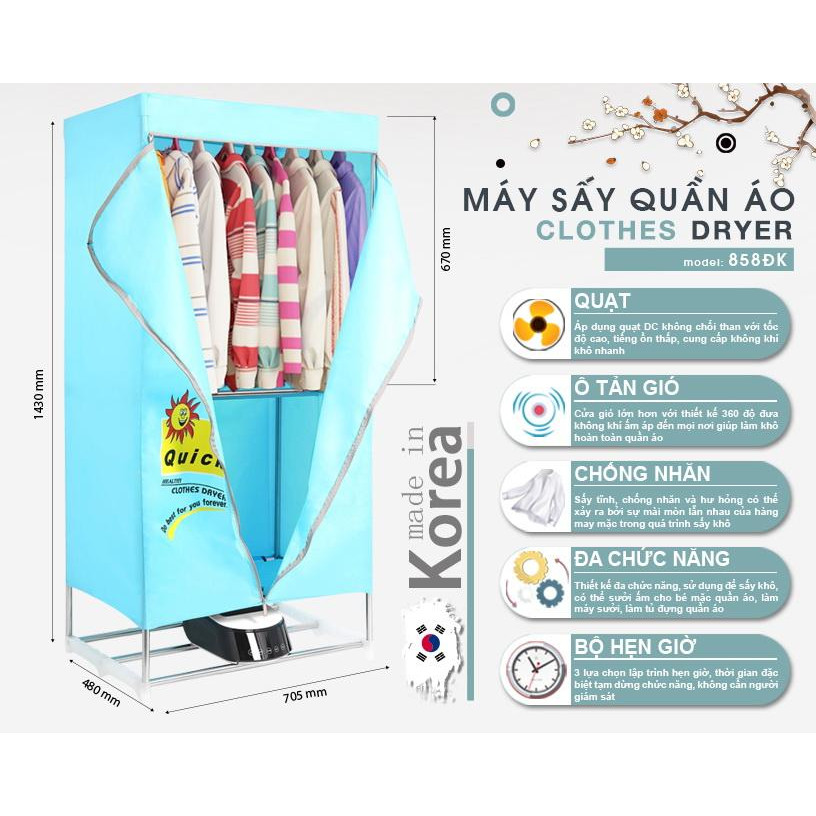 MÁY SẤY QUẦN ÁO
CLOTHES DRYER
model: 858ĐK
670 mm
1430 mm
480 mm
705 mm
Quick
HEALTHY
CLOTHES DRYER
Do best for you forever
made in
Korea
QUẠT
Áp dụng quạt DC không chổi than với tốc
độ cao, tiếng ồn thấp, cung cấp không khí
khô nhanh
Ô TẢN GIÓ
Cửa gió lớn hơn với thiết kế 360 độ đưa
không khí ấm áp đến mọi nơi giúp làm khô
hoàn toàn quần áo
CHỐNG NHĂN
Sấy tĩnh, chống nhăn và hư hỏng có thể
xảy ra bởi sự mài mòn lẫn nhau của hàng
may mặc trong quá trình sấy khô
ĐA CHỨC NĂNG
Thiết kế đa chức năng, sử dụng để sấy khô,
có thể sưởi ấm cho bé mặc quần áo, làm
máy sưởi, làm tủ đựng quần áo
BỘ HẸN GIỜ
3 lựa chọn lập trình hẹn giờ, thời gian đặc
biệt tạm dừng chức năng, không cần người
giám sát